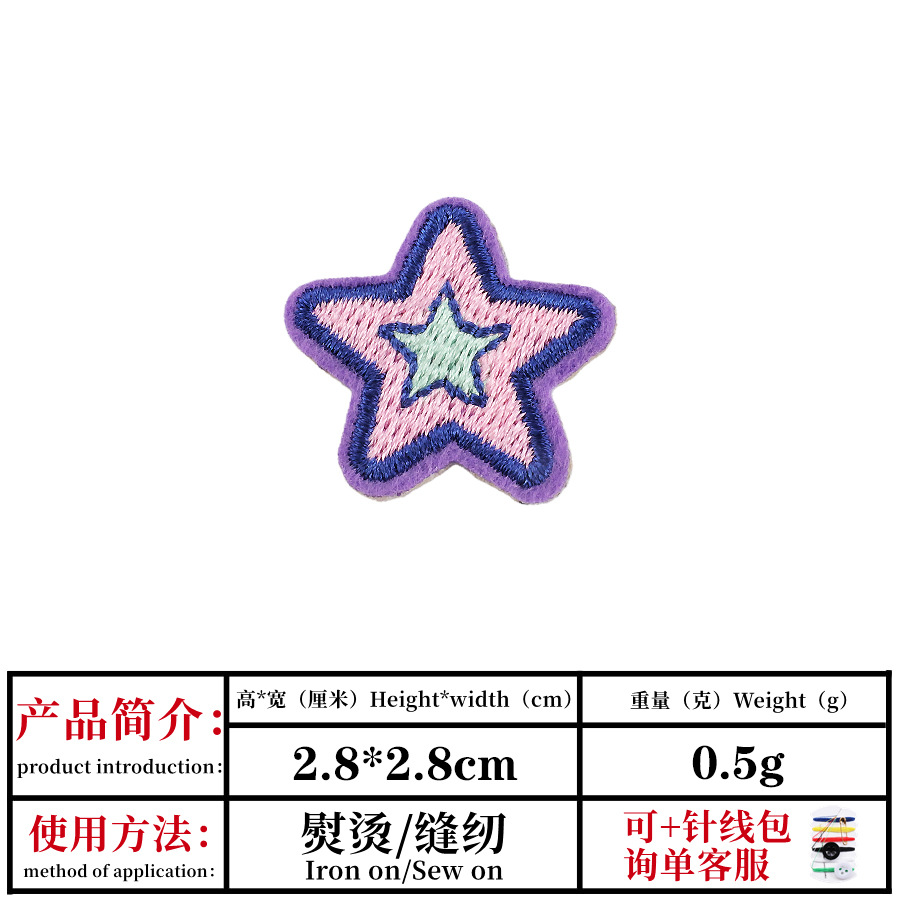 产品简介：
product introduction：
高*宽（厘米）Height*width（cm）
重量（克）Weight（g）
2.8*2.8cm
0.5g
使用方法：
method of application：
熨烫/缝纫
Iron on/Sew on
可+针线包
询单客服